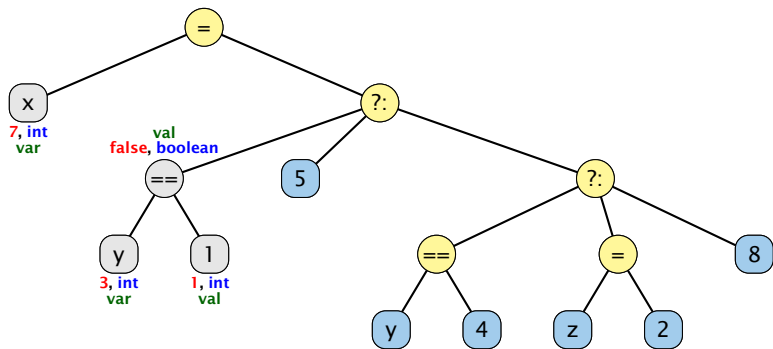 =
x
7, int
var
?:
val
false, boolean
==
5
?:
y
3, int
var
1
1, int
val
==
=
8
y
4
z
2